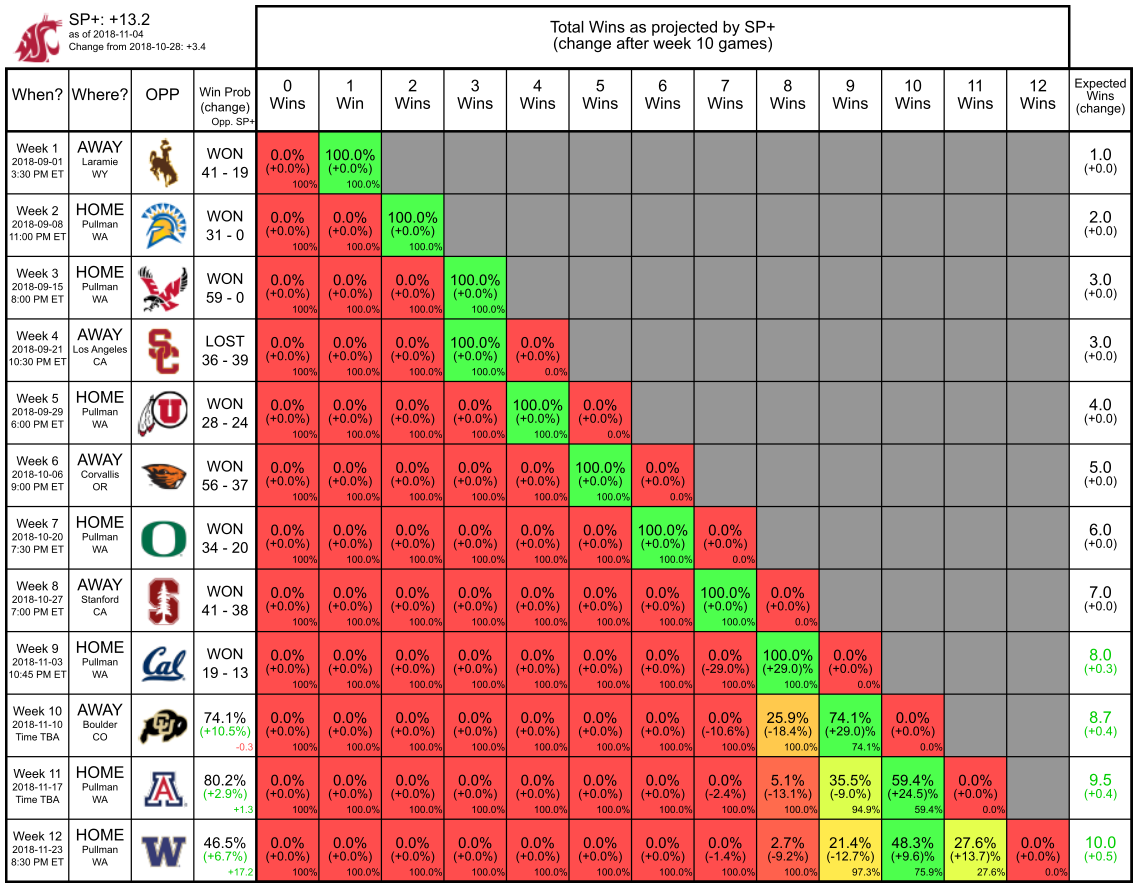 SP+: +13.2
as of 2018-11-04
Change from 2018-10-28: +3.4
Total Wins as projected by SP+
(change after week 10 games)
When? Where? OPP Win Prob (change) Opp. SP+ 0 Wins 1 Win 2 Wins 3 Wins 4 Wins 5 Wins 6 Wins 7 Wins 8 Wins 9 Wins 10 Wins 11 Wins 12 Wins Expected Wins (change)
Week 1 AWAY WON 0.0% 100.0% 1.0
2018-09-01 Laramie 41 - 19 (+0.0%) (+0.0%) (+0.0)
3:30 PM ET WY 100% 100.0%
Week 2 HOME WON 0.0% 0.0% 100.0% 2.0
2018-09-08 Pullman 31 - 0 (+0.0%) (+0.0%) (+0.0%) (+0.0)
11:00 PM ET WA 100% 100.0% 100.0%
Week 3 HOME WON 0.0% 0.0% 0.0% 100.0% 3.0
2018-09-15 Pullman 59 - 0 (+0.0%) (+0.0%) (+0.0%) (+0.0%) (+0.0)
8:00 PM ET WA 100% 100.0% 100.0% 100.0%
Week 4 AWAY SC LOST 0.0% 0.0% 0.0% 100.0% 0.0% 3.0
2018-09-21 Los Angeles 36 - 39 (+0.0%) (+0.0%) (+0.0%) (+0.0%) (+0.0%) (+0.0)
10:30 PM ET CA 100% 100.0% 100.0% 100.0% 0.0%
Week 5 HOME U WON 0.0% 0.0% 0.0% 0.0% 100.0% 0.0% 4.0
2018-09-29 Pullman 28 - 24 (+0.0%) (+0.0%) (+0.0%) (+0.0%) (+0.0%) (+0.0%) (+0.0)
6:00 PM ET WA 100% 100.0% 100.0% 100.0% 100.0% 0.0%
Week 6 AWAY WON 0.0% 0.0% 0.0% 0.0% 0.0% 100.0% 0.0% 5.0
2018-10-06 Corvallis 56 - 37 (+0.0%) (+0.0%) (+0.0%) (+0.0%) (+0.0%) (+0.0%) (+0.0%) (+0.0)
9:00 PM ET OR 100% 100.0% 100.0% 100.0% 100.0% 100.0% 0.0%
Week 7 HOME O WON 0.0% 0.0% 0.0% 0.0% 0.0% 0.0% 100.0% 0.0% 6.0
2018-10-20 Pullman 34 - 20 (+0.0%) (+0.0%) (+0.0%) (+0.0%) (+0.0%) (+0.0%) (+0.0%) (+0.0%) (+0.0)
7:30 PM ET WA 100% 100.0% 100.0% 100.0% 100.0% 100.0% 100.0% 0.0%
Week 8 AWAY S WON 0.0% 0.0% 0.0% 0.0% 0.0% 0.0% 0.0% 100.0% 0.0% 7.0
2018-10-27 Stanford 41 - 38 (+0.0%) (+0.0%) (+0.0%) (+0.0%) (+0.0%) (+0.0%) (+0.0%) (+0.0%) (+0.0%) (+0.0)
7:00 PM ET CA 100% 100.0% 100.0% 100.0% 100.0% 100.0% 100.0% 100.0% 0.0%
Week 9 HOME Cal WON 0.0% 0.0% 0.0% 0.0% 0.0% 0.0% 0.0% 0.0% 100.0% 0.0% 8.0
2018-11-03 Pullman 19 - 13 (+0.0%) (+0.0%) (+0.0%) (+0.0%) (+0.0%) (+0.0%) (+0.0%) (-29.0%) (+29.0)% (+0.0%) (+0.3)
10:45 PM ET WA 100% 100.0% 100.0% 100.0% 100.0% 100.0% 100.0% 100.0% 100.0% 0.0%
Week 10 AWAY CU 74.1% 0.0% 0.0% 0.0% 0.0% 0.0% 0.0% 0.0% 0.0% 25.9% 74.1% 0.0% 8.7
2018-11-10 Boulder (+10.5%) (+0.0%) (+0.0%) (+0.0%) (+0.0%) (+0.0%) (+0.0%) (+0.0%) (-10.6%) (-18.4%) (+29.0)% (+0.0%) (+0.4)
Time TBA CO -0.3 100% 100.0% 100.0% 100.0% 100.0% 100.0% 100.0% 100.0% 100.0% 74.1% 0.0%
Week 11 HOME A 80.2% 0.0% 0.0% 0.0% 0.0% 0.0% 0.0% 0.0% 0.0% 5.1% 35.5% 59.4% 0.0% 9.5
2018-11-17 Pullman (+2.9%) (+0.0%) (+0.0%) (+0.0%) (+0.0%) (+0.0%) (+0.0%) (+0.0%) (-2.4%) (-13.1%) (-9.0%) (+24.5)% (+0.0%) (+0.4)
Time TBA WA +1.3 100% 100.0% 100.0% 100.0% 100.0% 100.0% 100.0% 100.0% 100.0% 94.9% 59.4% 0.0%
Week 12 HOME W 46.5% 0.0% 0.0% 0.0% 0.0% 0.0% 0.0% 0.0% 0.0% 2.7% 21.4% 48.3% 27.6% 0.0% 10.0
2018-11-23 Pullman (+6.7%) (+0.0%) (+0.0%) (+0.0%) (+0.0%) (+0.0%) (+0.0%) (+0.0%) (-1.4%) (-9.2%) (-12.7%) (+9.6)% (+13.7)% (+0.0%) (+0.5)
8:30 PM ET WA +17.2 100% 100.0% 100.0% 100.0% 100.0% 100.0% 100.0% 100.0% 100.0% 97.3% 75.9% 27.6% 0.0%